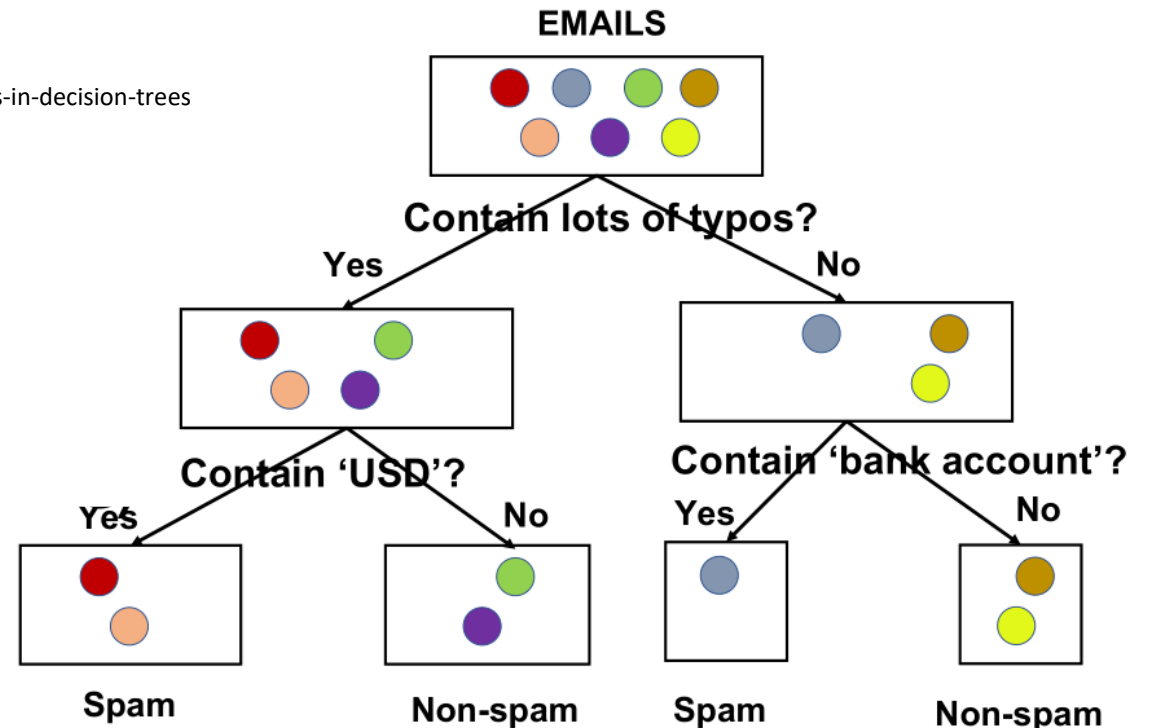 EMAILS
s-in-decision-trees
Contain lots of typos?
Yes
No
Contain ‘USD’?
Contain ‘bank account’?
Yes
No
Yes
No
Spam
Non-spam
Spam
Non-spam